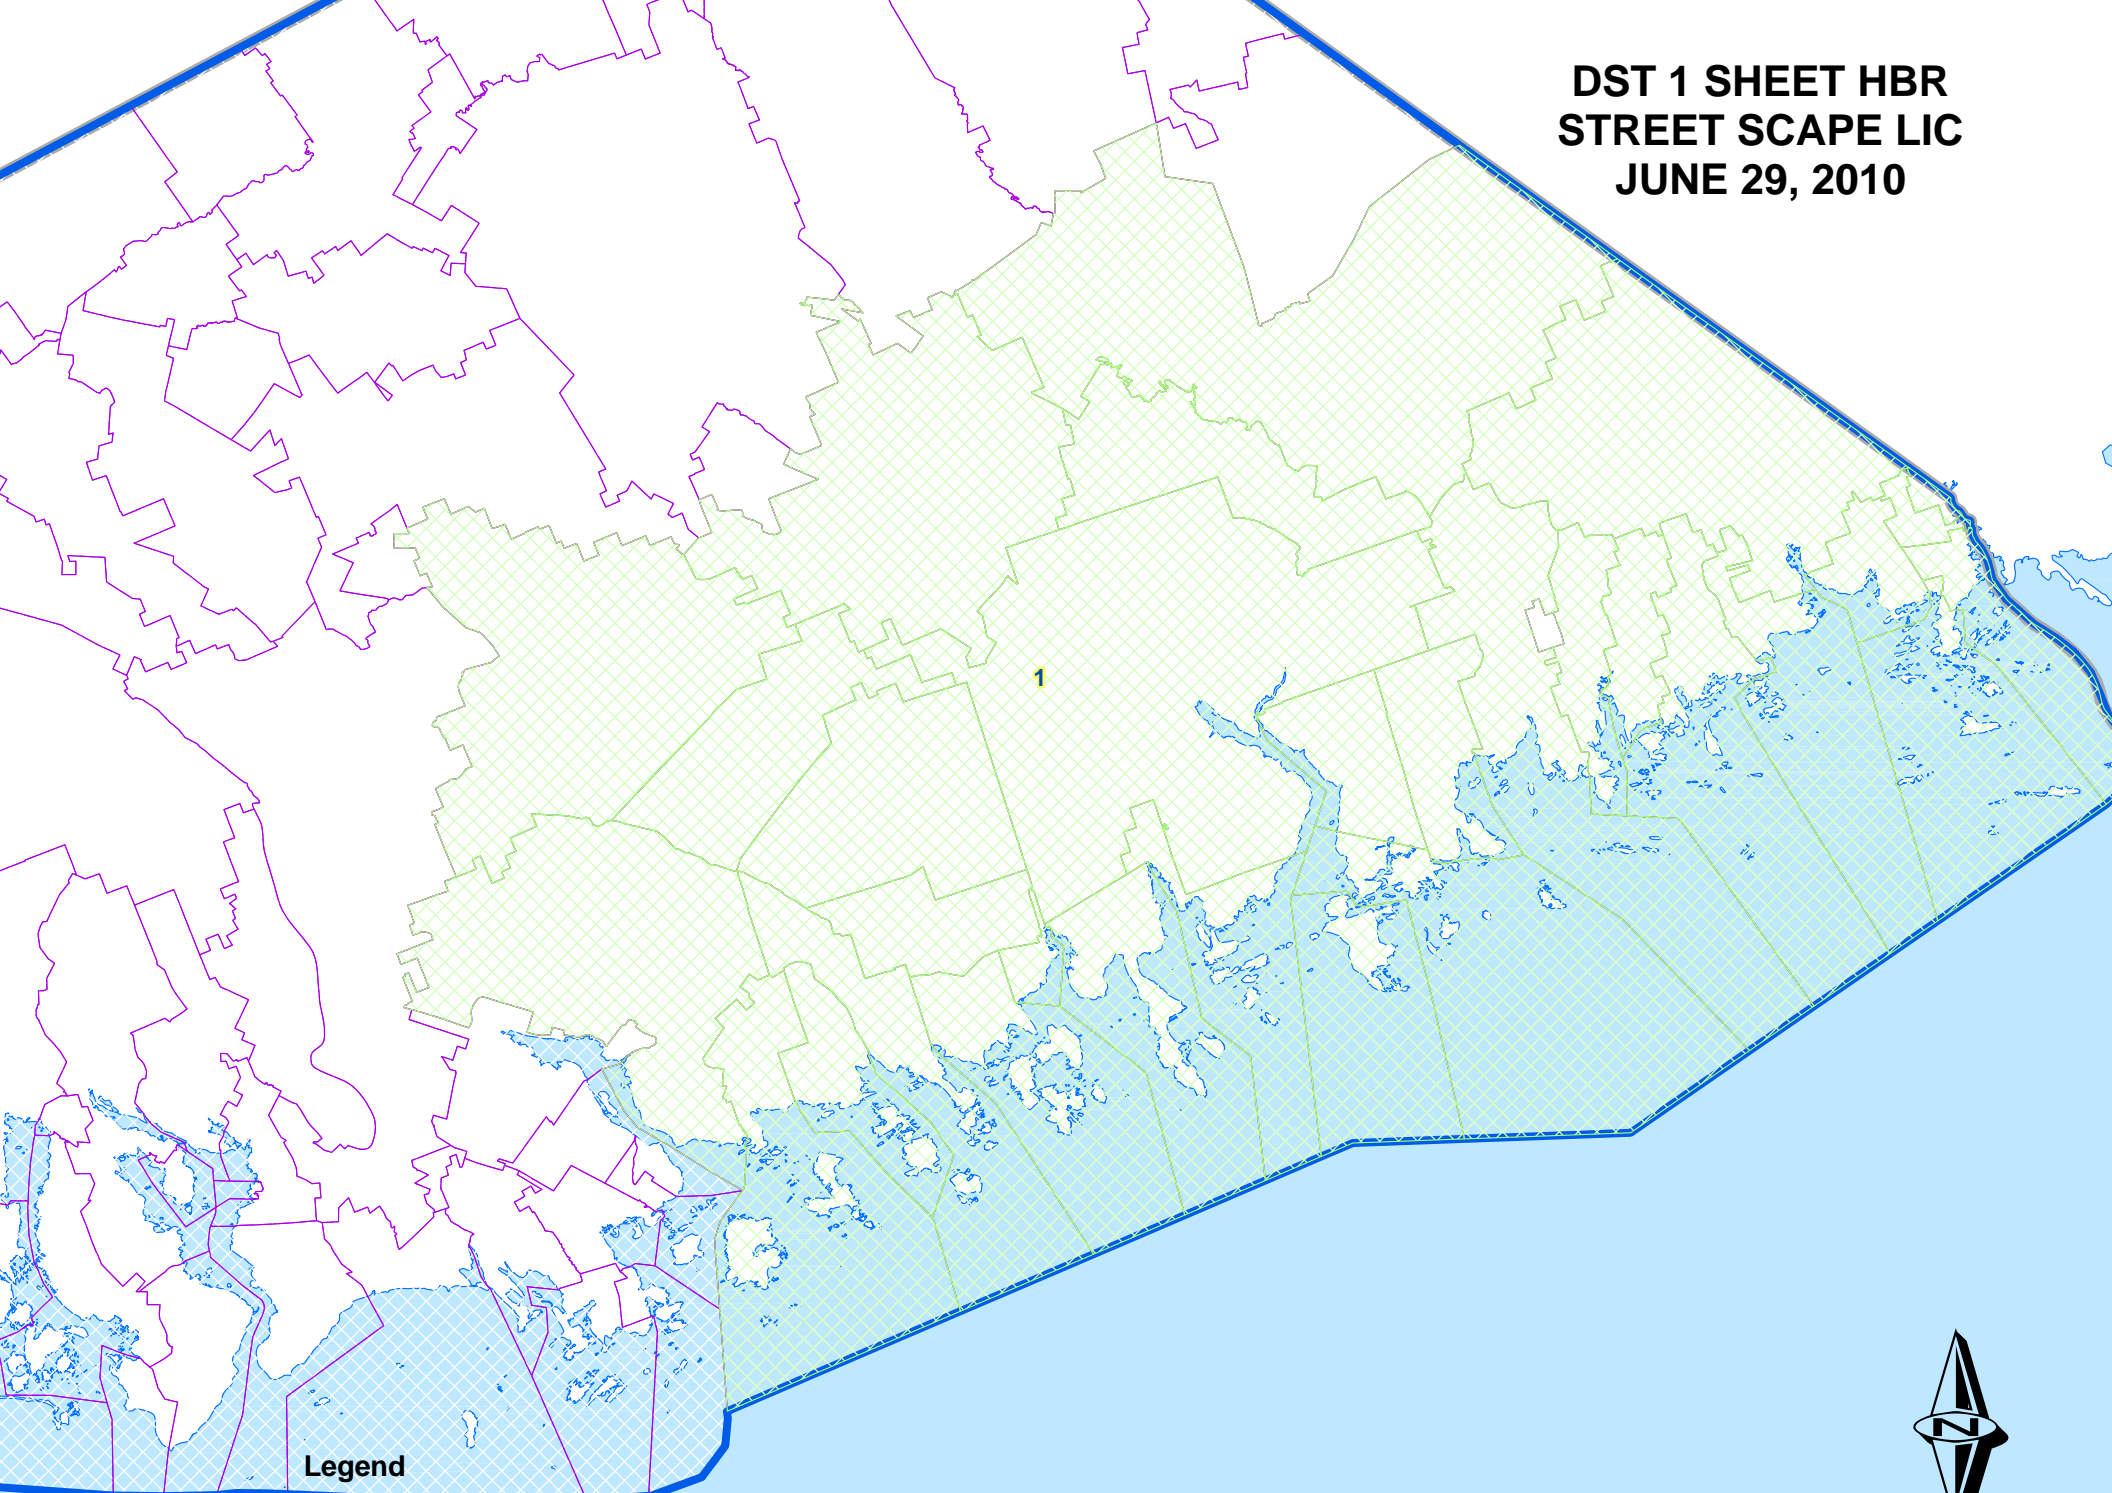 DST 1 SHEET HBR
STREET SCAPE LIC
JUNE 29, 2010
1
Legend
N